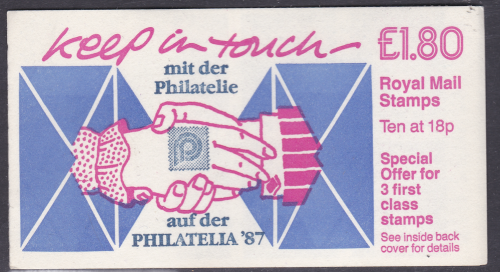 keep in touch
£1.80
mit der
Philatelie
auf der
PHILATELIA '87
Royal Mail
Stamps
Ten at 18p
Special
Offer for
3 first
class
stamps
See inside back
cover for details